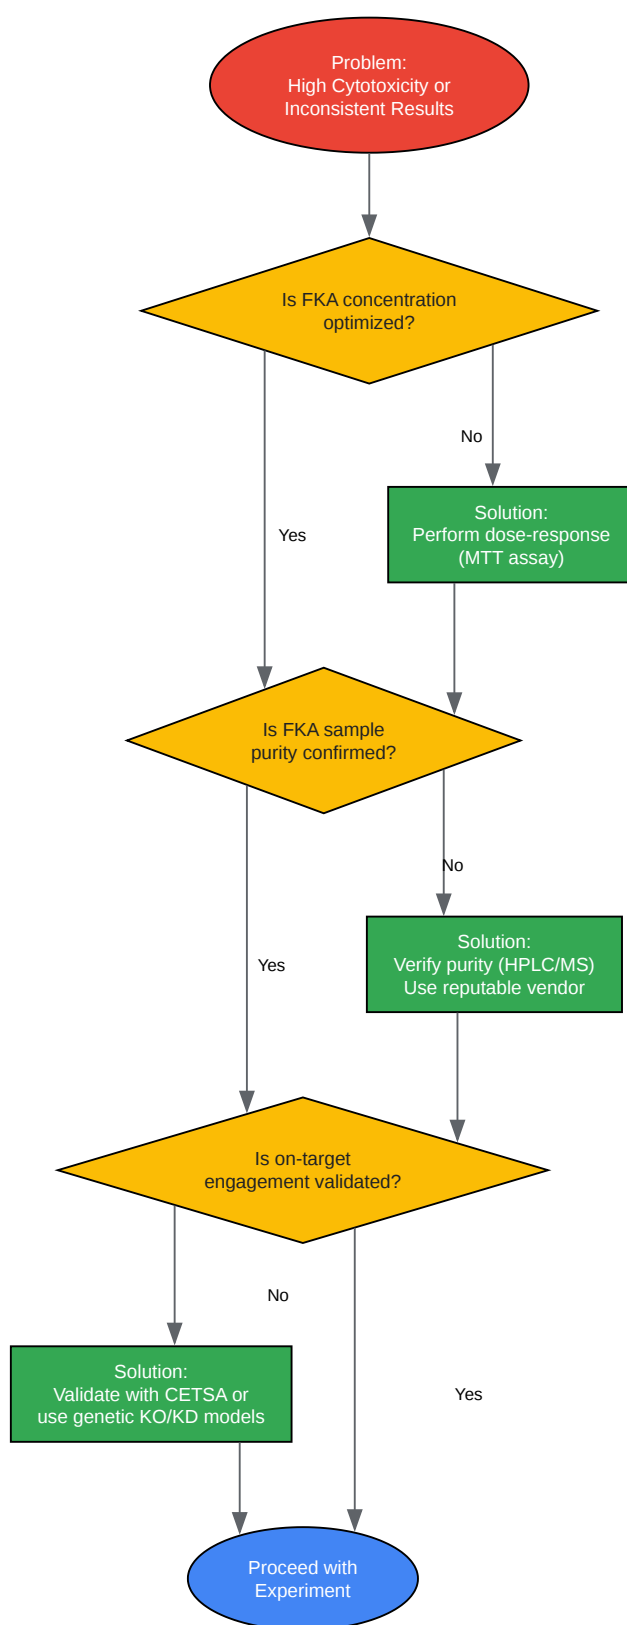 Problem:
High Cytotoxicity or
Inconsistent Results
Is FKA concentration
optimized?
No
Solution:
Perform dose-response
(MTT assay)
Yes
Is FKA sample
purity confirmed?
No
Solution:
Verify purity (HPLC/MS)
Use reputable vendor
Yes
Is on-target
engagement validated?
No
Solution:
Validate with CETSA or
use genetic KO/KD models
Yes
Proceed with
Experiment